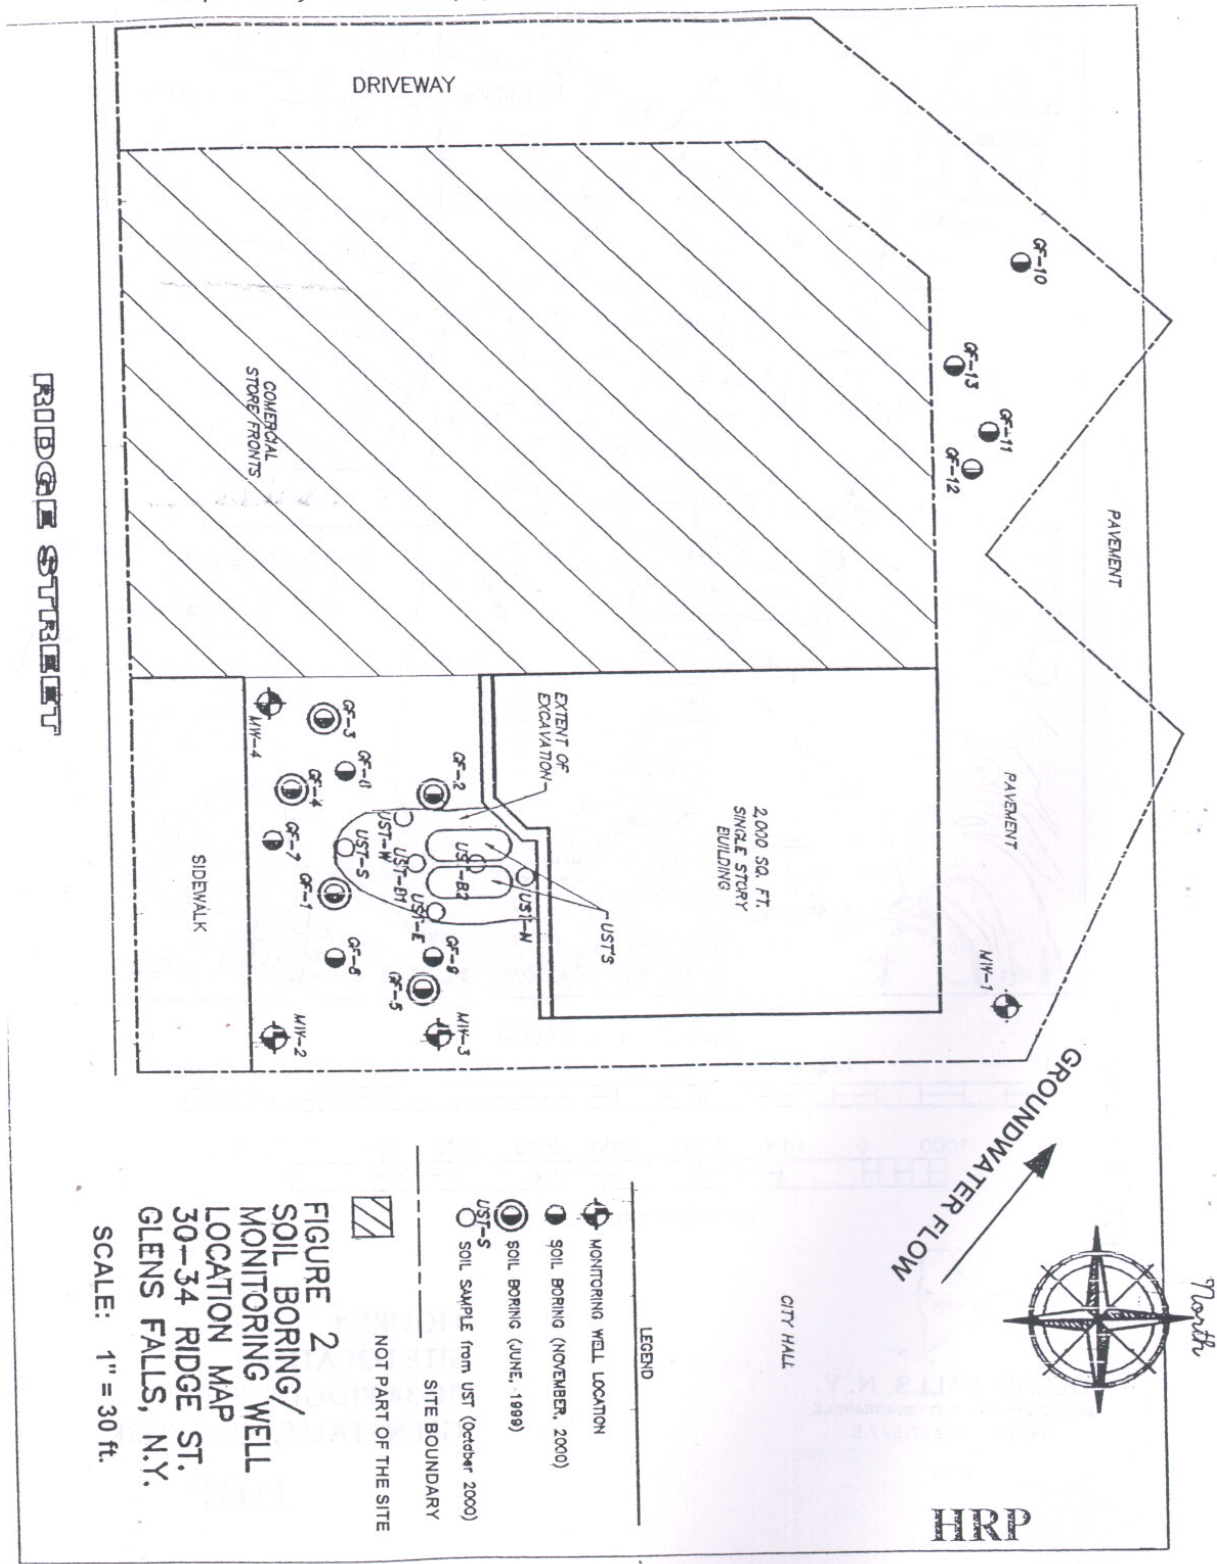 DRIVEWAY
GF-10
GF-13
GF-11
GF-12
PAVEMENT
PAVEMENT
COMERCIAL
STORE/FRONTS
RIDGE STREET
EXTENT OF
EXCAVATION
2,000 SQ. FT.
SINGLE STORY
BUILDING
MW-4
GF-3
GF-4
GF-2
GF-7
GF-1
UST-W
UST-S
UST-B1
UST-B2
UST-E
UST-N
UST'S
GF-9
GF-5
MW-3
MW-2
MW-1
SIDEWALK
GROUNDWATER FLOW
North
CITY HALL
LEGEND
MONITORING WELL LOCATION
SOIL BORING (NOVEMBER, 2000)
SOIL BORING (JUNE, 1999)
UST-S
SOIL SAMPLE from UST (October 2000)
SITE BOUNDARY
NOT PART OF THE SITE
FIGURE 2
SOIL BORING/
MONITORING WELL
LOCATION MAP
30-34 RIDGE ST.
GLENS FALLS, N.Y.
SCALE: 1" = 30 ft.
HRP